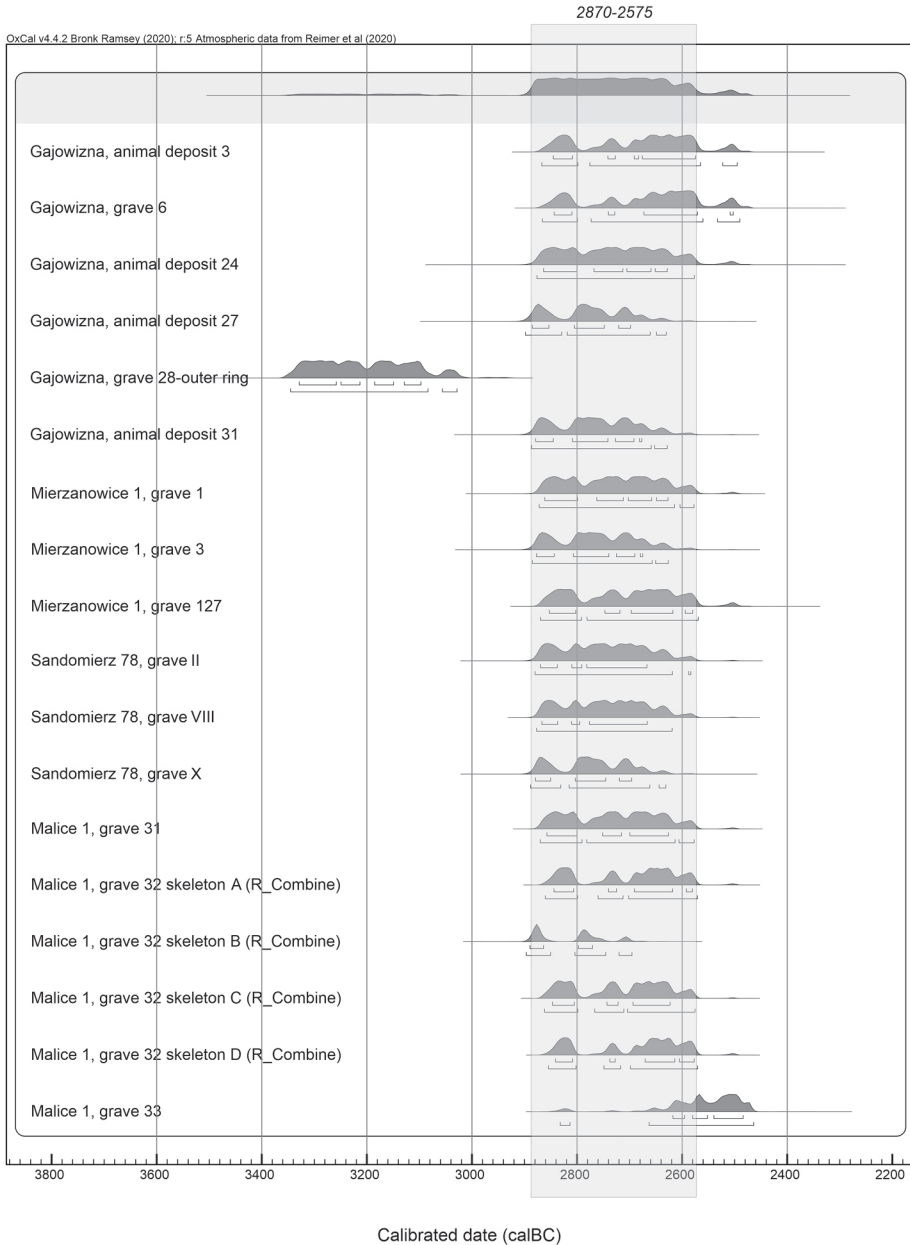 2870-2575
OxCal v4.4.2 Bronk Ramsey (2020); r:5 Atmospheric data from Reimer et al (2020)
Gajowizna, animal deposit 3
Gajowizna, grave 6
Gajowizna, animal deposit 24
Gajowizna, animal deposit 27
Gajowizna, grave 28-outer ring
Gajowizna, animal deposit 31
Mierzanowice 1, grave 1
Mierzanowice 1, grave 3
Mierzanowice 1, grave 127
Sandomierz 78, grave II
Sandomierz 78, grave VIII
Sandomierz 78, grave X
Malice 1, grave 31
Malice 1, grave 32 skeleton A (R_Combine)
Malice 1, grave 32 skeleton B (R_Combine)
Malice 1, grave 32 skeleton C (R_Combine)
Malice 1, grave 32 skeleton D (R_Combine)
Malice 1, grave 33
3800 3600 3400 3200 3000 2800 2600 2400 2200
Calibrated date (calBC)